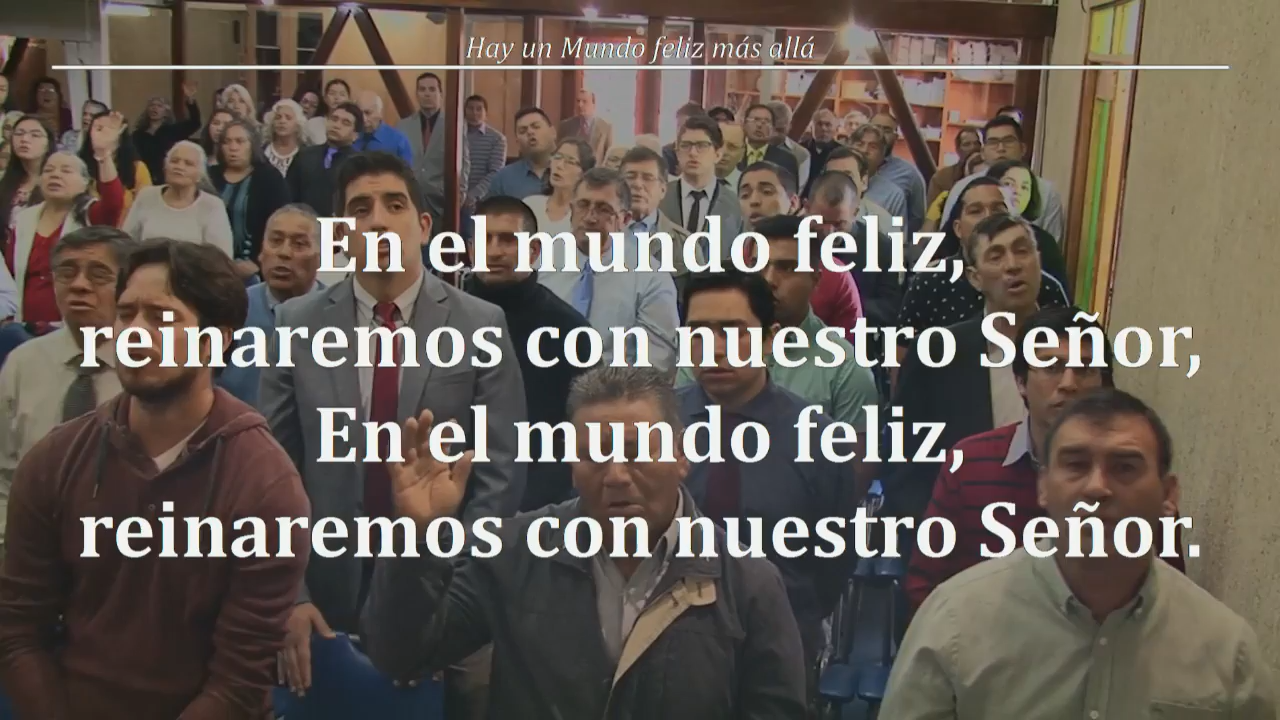 Hay un Mundo feliz más allá
En el mundo feliz,
reinaremos con nuestro Señor,
En el mundo feliz,
reinaremos con nuestro Señor.